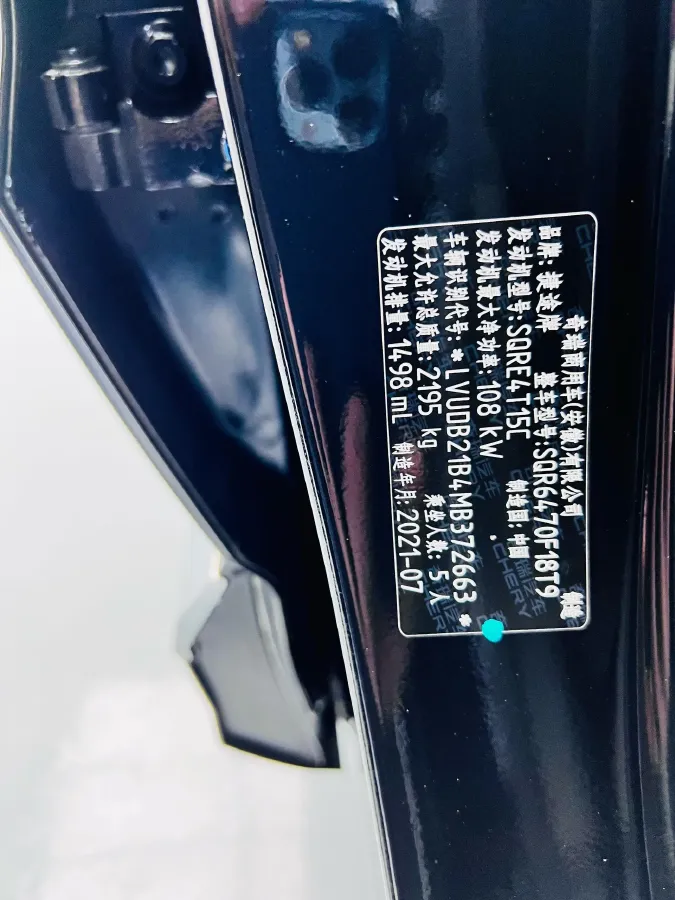 奇瑞商用车(安徽)有限公司 制造
品牌: 捷途牌 整车型号: SQR6470F18T9
发动机型号: SQRE4T15C 制造国: 中国
发动机最大净功率: 108 kW
车辆识别代号: *LVUDB21B4MB372663*
最大允许总质量: 2195 kg 乘坐人数: 5 人
发动机排量: 1498 mL 制造年月: 2021-07
CHERY
CHERY